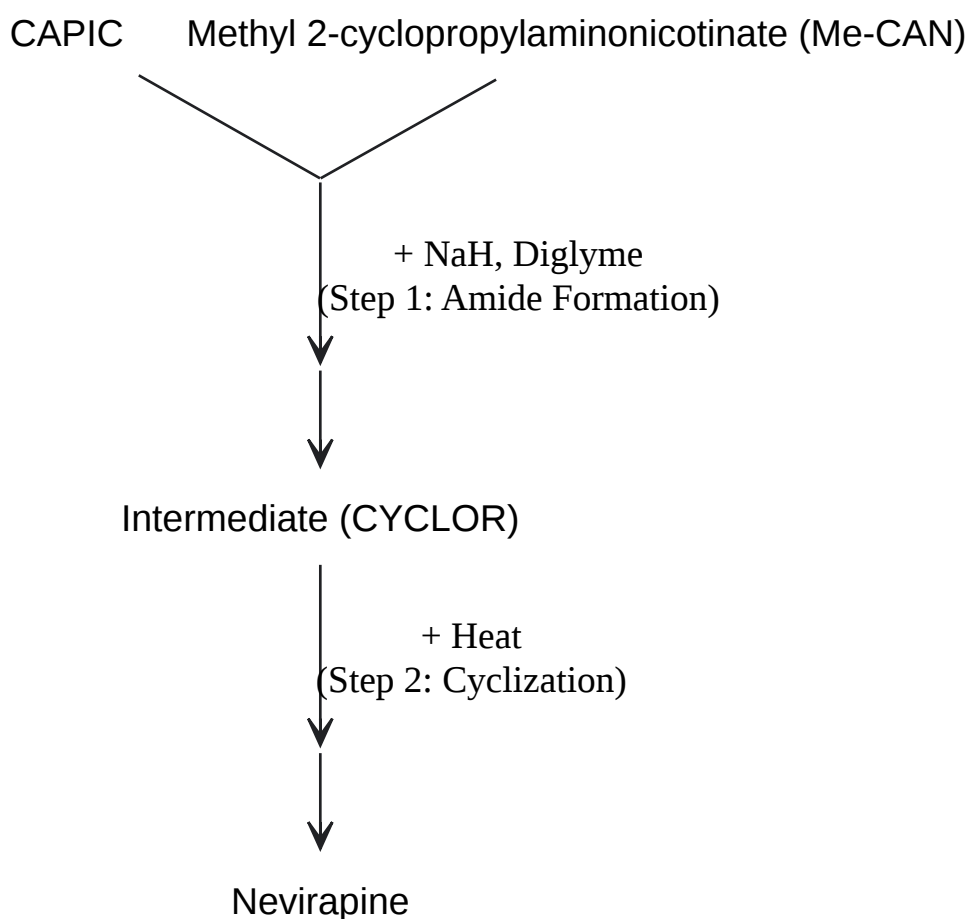 CAPIC Methyl 2-cyclopropylaminonicotinate (Me-CAN)
+ NaH, Diglyme
(Step 1: Amide Formation)
Intermediate (CYCLOR)
+ Heat
(Step 2: Cyclization)
Nevirapine